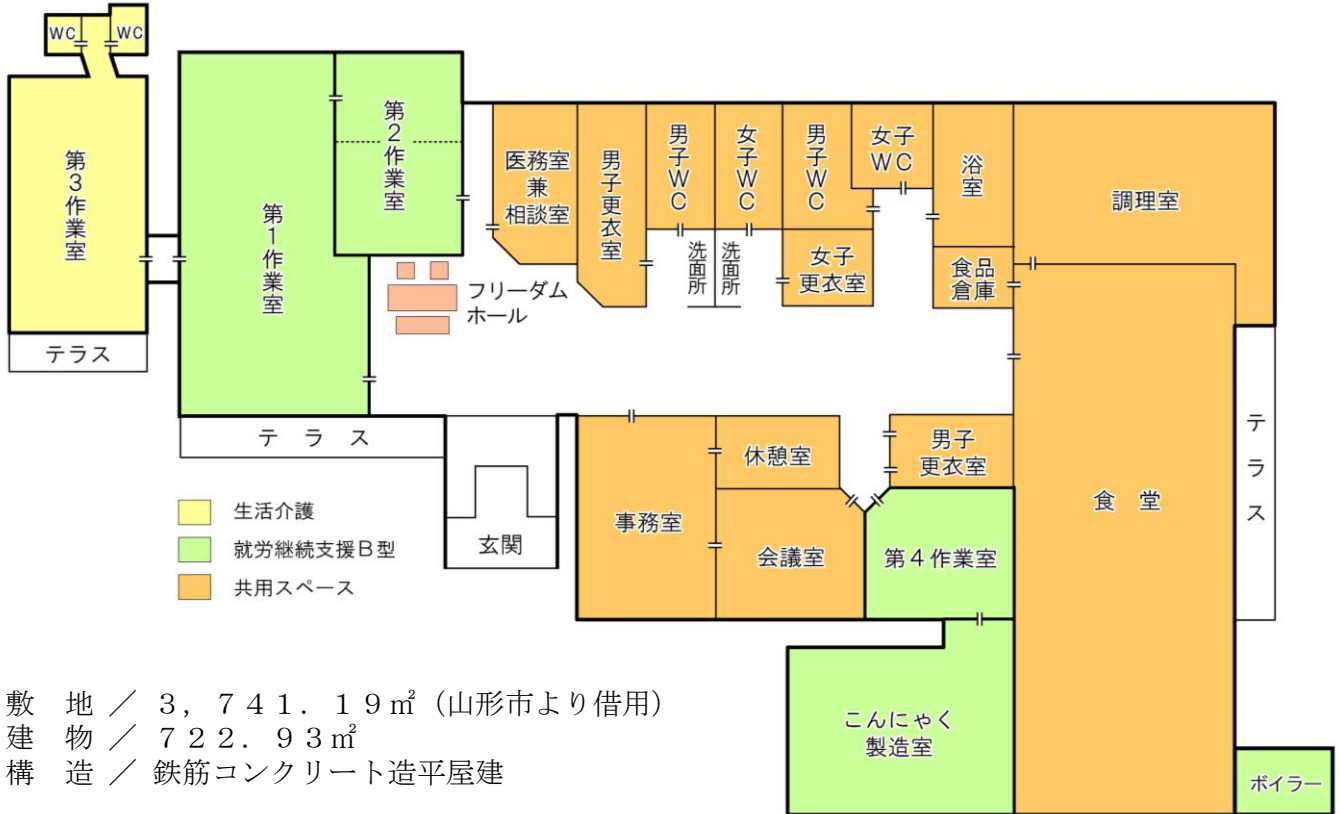 WC
WC
第3作業室
テラス
第1作業室
第2作業室
フリーダム
ホール
医務室
兼
相談室
男子更衣室
男子WC
女子WC
男子WC
女子
WC
浴室
調理室
洗面所
洗面所
女子
更衣室
食品
倉庫
テラス
玄関
事務室
休憩室
会議室
男子
更衣室
第4作業室
食堂
テラス
こんにゃく
製造室
ボイラー
生活介護
就労継続支援B型
共用スペース
敷 地 ／ 3，741．19㎡（山形市より借用）
建 物 ／ 722．93㎡
構 造 ／ 鉄筋コンクリート造平屋建